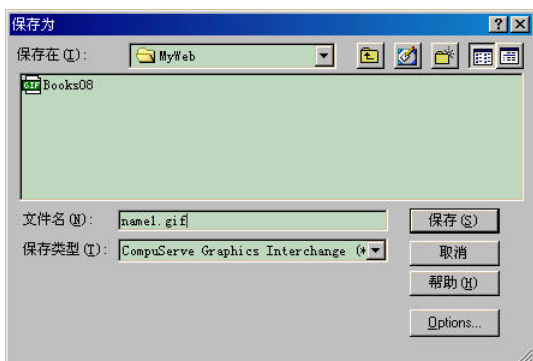 保存为
保存在(I):
MyWeb
GIF Books08
文件名(N):
name1.gif
保存(S)
保存类型(T):
CompuServe Graphics Interchange (*
取消
帮助(H)
Options...